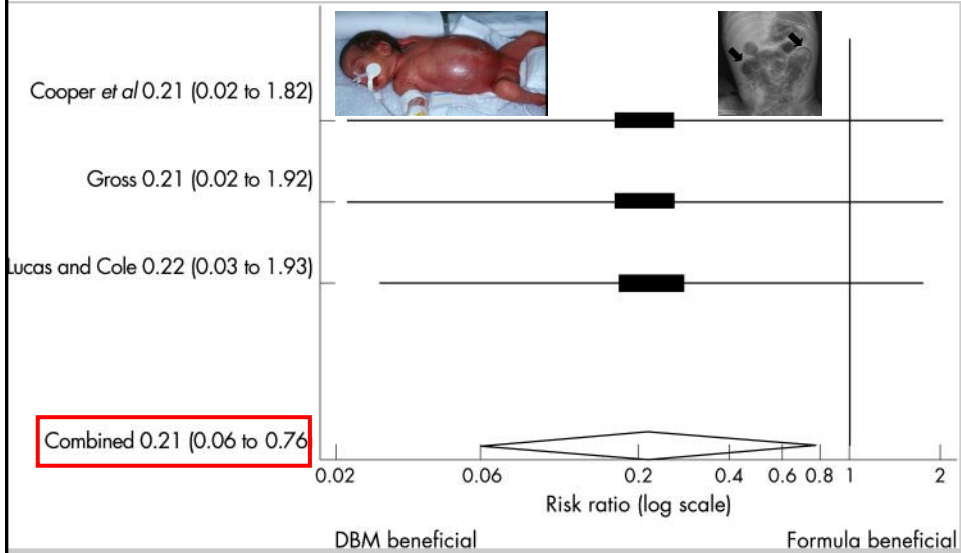 Cooper et al 0.21 (0.02 to 1.82)
Gross 0.21 (0.02 to 1.92)
Lucas and Cole 0.22 (0.03 to 1.93)
Combined 0.21 (0.06 to 0.76
0.02 0.06 0.2 0.4 0.6 0.8 1 2
Risk ratio (log scale)
DBM beneficial Formula beneficial